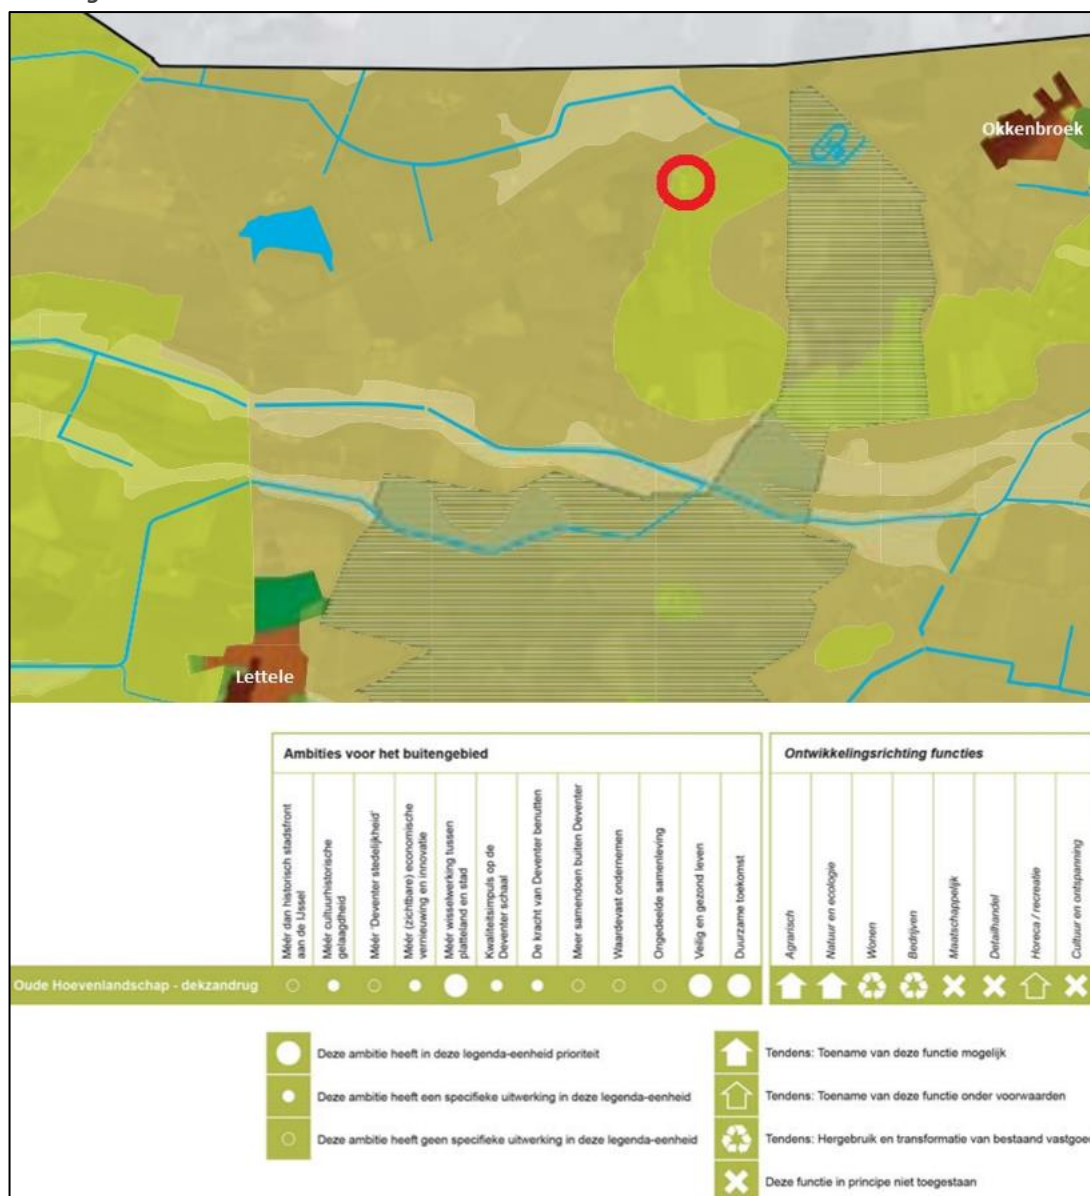 Okkenbroek
Lettele
Ambities voor het buitengebied
Ontwikkelingsrichting functies
Méér dan historisch stadsfront
aan de IJssel
Méér cultuurhistorische
gelaagdheid
Méér 'Deventer stedelijkheid'
Méér (zichtbare) economische
vernieuwing en innovatie
Méér wisselwerking tussen
platteland en stad
Kwaliteitsimpuls op de
Deventer schaal
De kracht van Deventer benutten
Meer samendoen buiten Deventer
Waardevast ondernemen
Ongedeelde samenleving
Veilig en gezond leven
Duurzame toekomst
Agrarisch
Natuur en ecologie
Wonen
Bedrijven
Maatschappelijk
Detailhandel
Horeca / recreatie
Cultuur en ontspanning
Oude Hoevenlandschap - dekzandrug
Deze ambitie heeft in deze legenda-eenheid prioriteit
Deze ambitie heeft een specifieke uitwerking in deze legenda-eenheid
Deze ambitie heeft geen specifieke uitwerking in deze legenda-eenheid
Tendens: Toename van deze functie mogelijk
Tendens: Toename van deze functie onder voorwaarden
Tendens: Hergebruik en transformatie van bestaand vastgoed
Deze functie in principe niet toegestaan